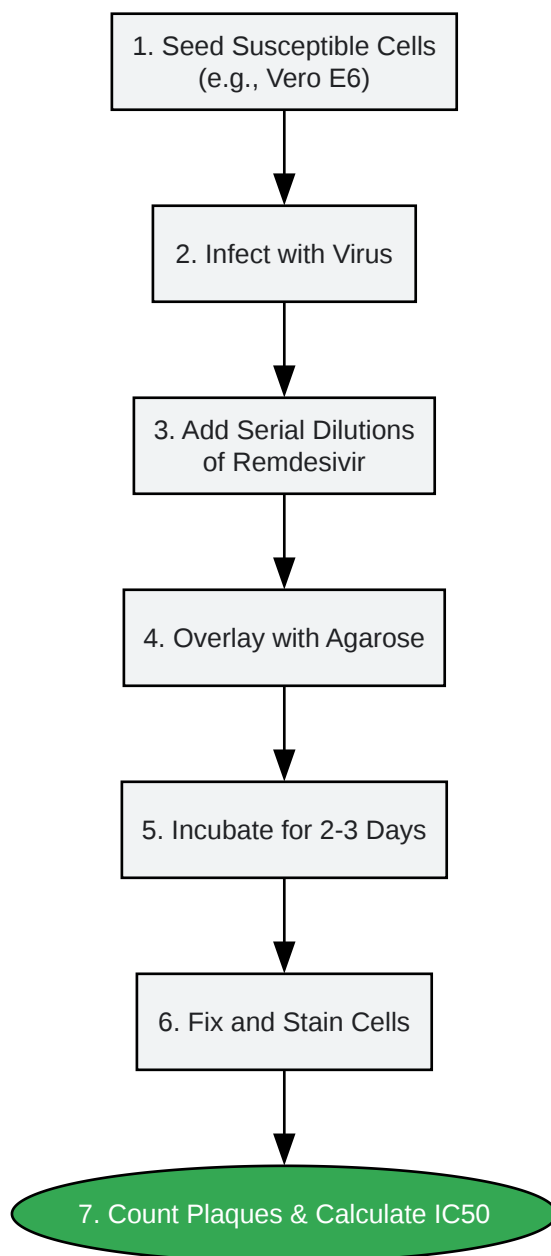 1. Seed Susceptible Cells
(e.g., Vero E6)
2. Infect with Virus
3. Add Serial Dilutions
of Remdesivir
4. Overlay with Agarose
5. Incubate for 2-3 Days
6. Fix and Stain Cells
7. Count Plaques & Calculate IC50